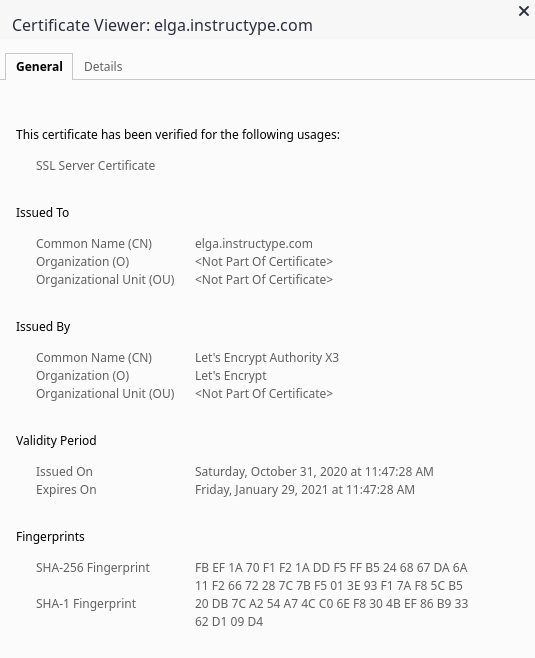 Certificate Viewer: elga.instructype.com
General Details
This certificate has been verified for the following usages:
SSL Server Certificate
Issued To
Common Name (CN) elga.instructype.com
Organization (O) <Not Part Of Certificate>
Organizational Unit (OU) <Not Part Of Certificate>
Issued By
Common Name (CN) Let's Encrypt Authority X3
Organization (O) Let's Encrypt
Organizational Unit (OU) <Not Part Of Certificate>
Validity Period
Issued On Saturday, October 31, 2020 at 11:47:28 AM
Expires On Friday, January 29, 2021 at 11:47:28 AM
Fingerprints
SHA-256 Fingerprint FB EF 1A 70 F1 F2 1A DD F5 FF B5 24 68 67 DA 6A
11 F2 66 72 28 7C 7B F5 01 3E 93 F1 7A F8 5C B5
SHA-1 Fingerprint 20 DB 7C A2 54 A7 4C C0 6E F8 30 4B EF 86 B9 33
62 D1 09 D4